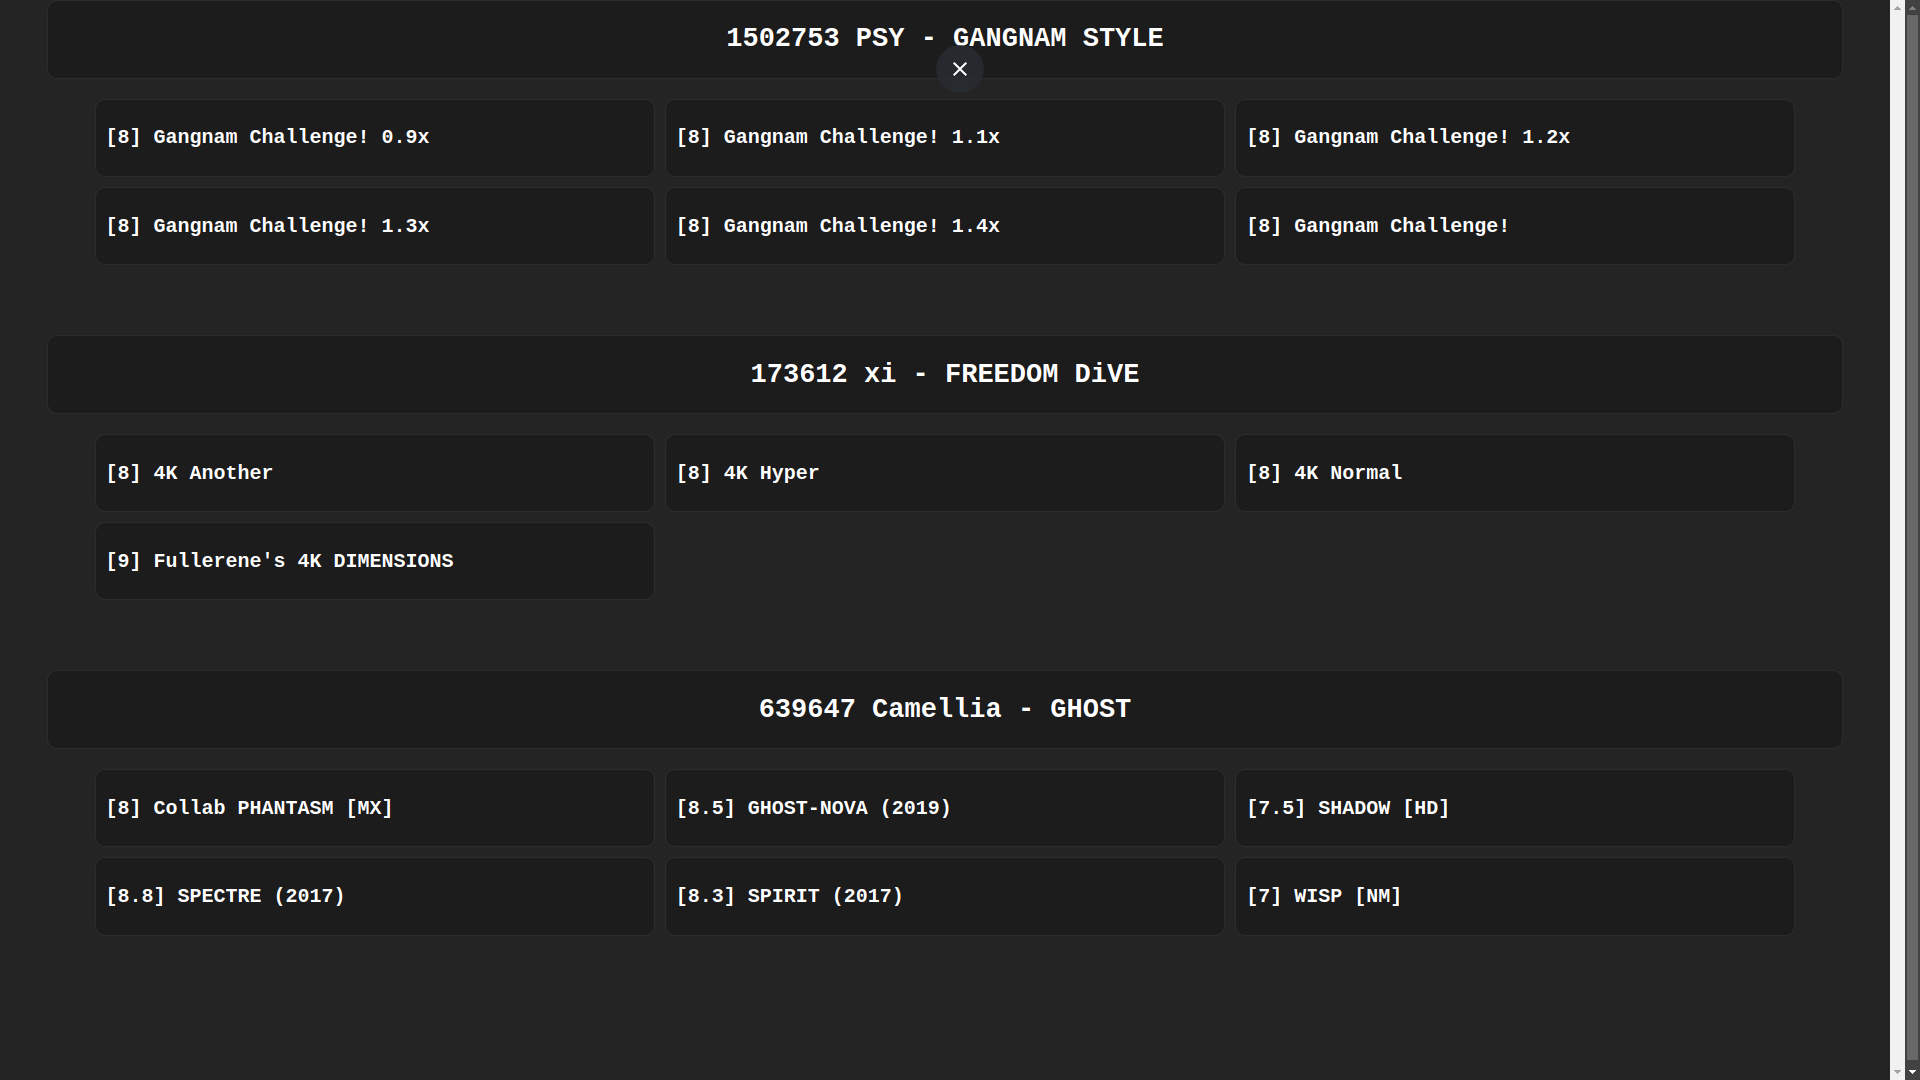 1502753 PSY - GANGNAM STYLE
[8] Gangnam Challenge! 0.9x
[8] Gangnam Challenge! 1.1x
[8] Gangnam Challenge! 1.2x
[8] Gangnam Challenge! 1.3x
[8] Gangnam Challenge! 1.4x
[8] Gangnam Challenge!
173612 xi - FREEDOM DiVE
[8] 4K Another
[8] 4K Hyper
[8] 4K Normal
[9] Fullerene's 4K DIMENSIONS
639647 Camellia - GHOST
[8] Collab PHANTASM [MX]
[8.5] GHOST-NOVA (2019)
[7.5] SHADOW [HD]
[8.8] SPECTRE (2017)
[8.3] SPIRIT (2017)
[7] WISP [NM]